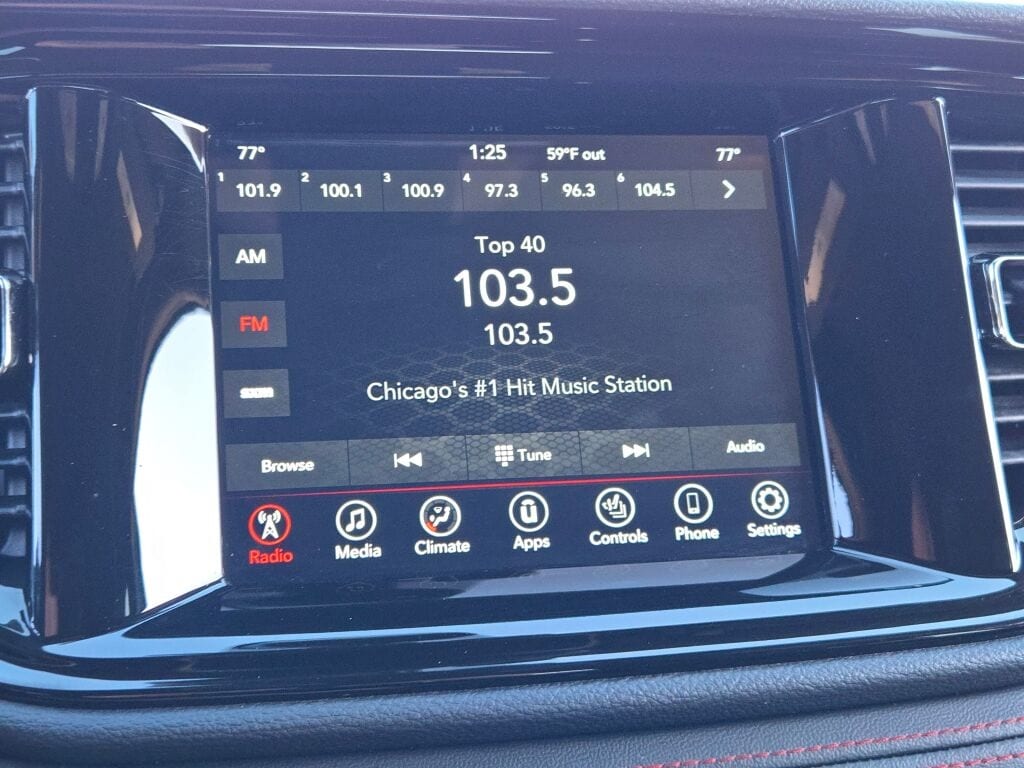 77° 1:25 59°F out 77°
1 101.9 2 100.1 3 100.9 4 97.3 5 96.3 6 104.5
AM
Top 40
103.5
FM
103.5
Chicago's #1 Hit Music Station
Browse Tune Audio
Radio Media Climate Apps Controls Phone Settings